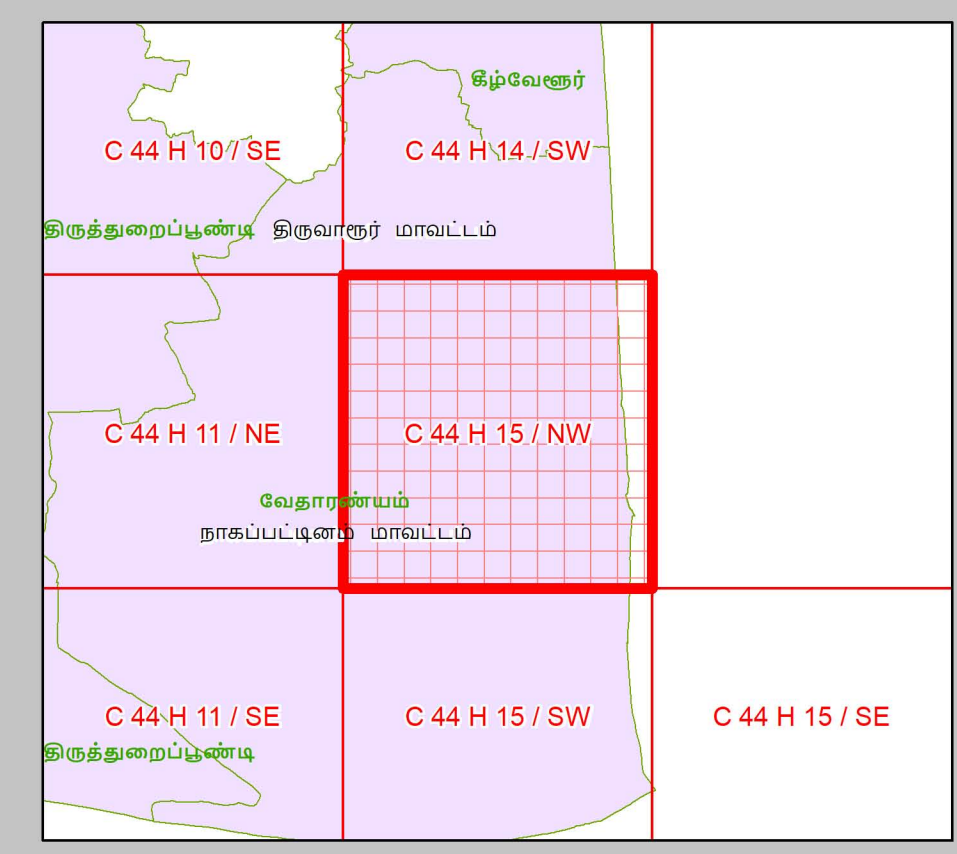 கீழ்வேளூர்
C 44 H 10 / SE
C 44 H 14 / SW
திருத்துறைப்பூண்டி
திருவாரூர் மாவட்டம்
C 44 H 11 / NE
C 44 H 15 / NW
வேதாரண்யம்
நாகப்பட்டினம் மாவட்டம்
C 44 H 11 / SE
C 44 H 15 / SW
C 44 H 15 / SE
திருத்துறைப்பூண்டி